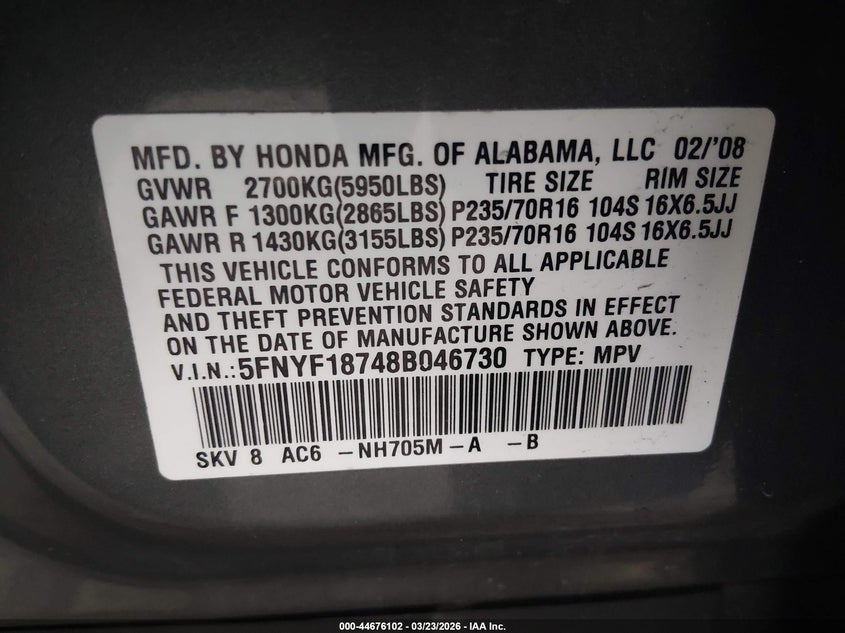 MFD. BY HONDA MFG. OF ALABAMA, LLC 02/'08
GVWR 2700KG(5950LBS) TIRE SIZE RIM SIZE
GAWR F 1300KG(2865LBS) P235/70R16 104S 16X6.5JJ
GAWR R 1430KG(3155LBS) P235/70R16 104S 16X6.5JJ
THIS VEHICLE CONFORMS TO ALL APPLICABLE
FEDERAL MOTOR VEHICLE SAFETY
AND THEFT PREVENTION STANDARDS IN EFFECT
ON THE DATE OF MANUFACTURE SHOWN ABOVE.
V.I.N.:5FNYF18748B046730 TYPE: MPV
SKV 8 AC6 -NH705M-A -B
000-44676102 - 03/23/2026 - IAA Inc.